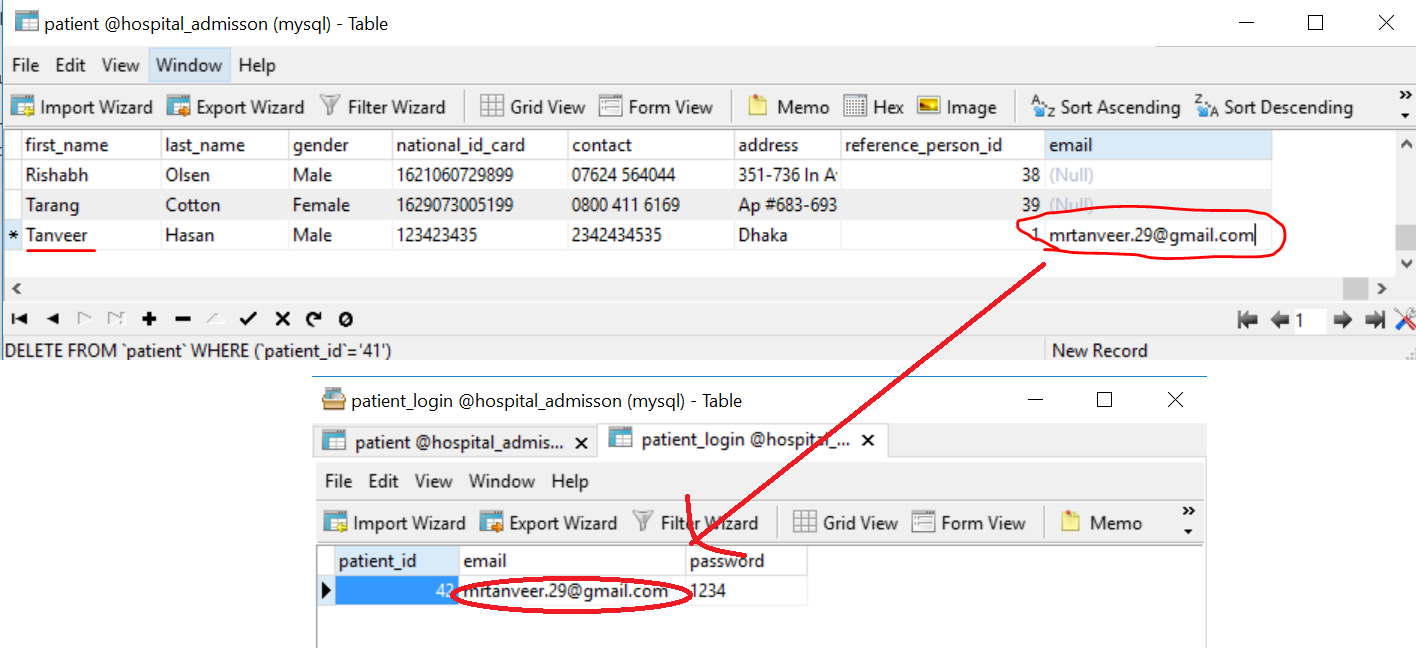 patient @hospital_admisson (mysql) - Table
File Edit View Window Help
Import Wizard Export Wizard Filter Wizard Grid View Form View Memo Hex Image Sort Ascending Sort Descending »
first_name last_name gender national_id_card contact address reference_person_id email
Rishabh Olsen Male 1621060729899 07624 564044 351-736 In A 38 (Null)
Tarang Cotton Female 1629073005199 0800 411 6169 Ap #683-693 39 (Null)
* Tanveer Hasan Male 123423435 2342434535 Dhaka 1 mrtanveer.29@gmail.com
1
DELETE FROM `patient` WHERE (`patient_id`='41') New Record
patient_login @hospital_admisson (mysql) - Table
patient @hospital_admis... patient_login @hospital_...
File Edit View Window Help
Import Wizard Export Wizard Filter Wizard Grid View Form View Memo »
patient_id email password
42 mrtanveer.29@gmail.com 1234